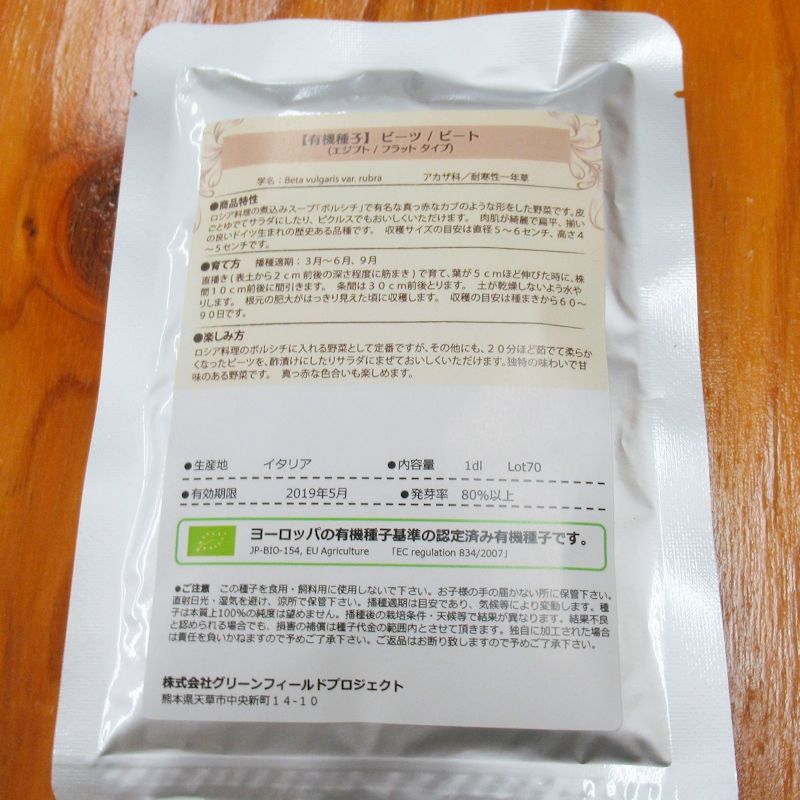 【有機種子】 ビーツ / ビート
(エジプト / フラット タイプ)
学名：Beta vulgaris var. rubra アカザ科／耐寒性一年草
●商品特性
ロシア料理の煮込みスープ「ボルシチ」で有名な真っ赤なカブのような形をした野菜です。皮
ごとゆでてサラダにしたり、ピクルスでもおいしくいただけます。 肉肌が綺麗で扁平、揃い
の良いドイツ生まれの歴史ある品種です。 収穫サイズの目安は直径５～６センチ、高さ４
～５センチです。
●育て方 播種適期：３月～６月、９月
直播き(表土から２ｃｍ前後の深さ程度に筋まき)で育て、葉が５ｃｍほど伸びた時に、株
間１０ｃｍ前後に間引きます。 条間は３０ｃｍ前後とります。 土が乾燥しないよう水や
りします。 根元の肥大がはっきり見えた頃に収穫します。 収穫の目安は種まきから６０～
９０日です。
●楽しみ方
ロシア料理のボルシチに入れる野菜として定番ですが、その他にも、２０分ほど茹でて柔らか
くなったビーツを、酢漬けにしたりサラダにまぜておいしくいただけます。独特の味わいで甘
味のある野菜です。 真っ赤な色合いも楽しめます。
●生産地 イタリア ●内容量 1dl Lot70
●有効期限 2019年5月 ●発芽率 80%以上
ヨーロッパの有機種子基準の認定済み有機種子です。
JP-BIO-154, EU Agriculture 「EC regulation 834/2007」
●ご注意 この種子を食用・飼料用に使用しないで下さい。お子様の手の届かない所に保管下さい。
直射日光・湿気を避け、涼所で保管下さい。播種適期は目安であり、気候等により変動します。種
子は本質上100%の純度は望めません。播種後の栽培条件・天候等で結果が異なります。結果不良
と認められる場合でも、損害の補償は種子代金の範囲内とさせて頂きます。独自に加工された場合
は責任を負いかねますので予めご了承下さい。ご返品はお断り致しますので予めご了承下さい。
株式会社グリーンフィールドプロジェクト
熊本県天草市中央新町１４-１０